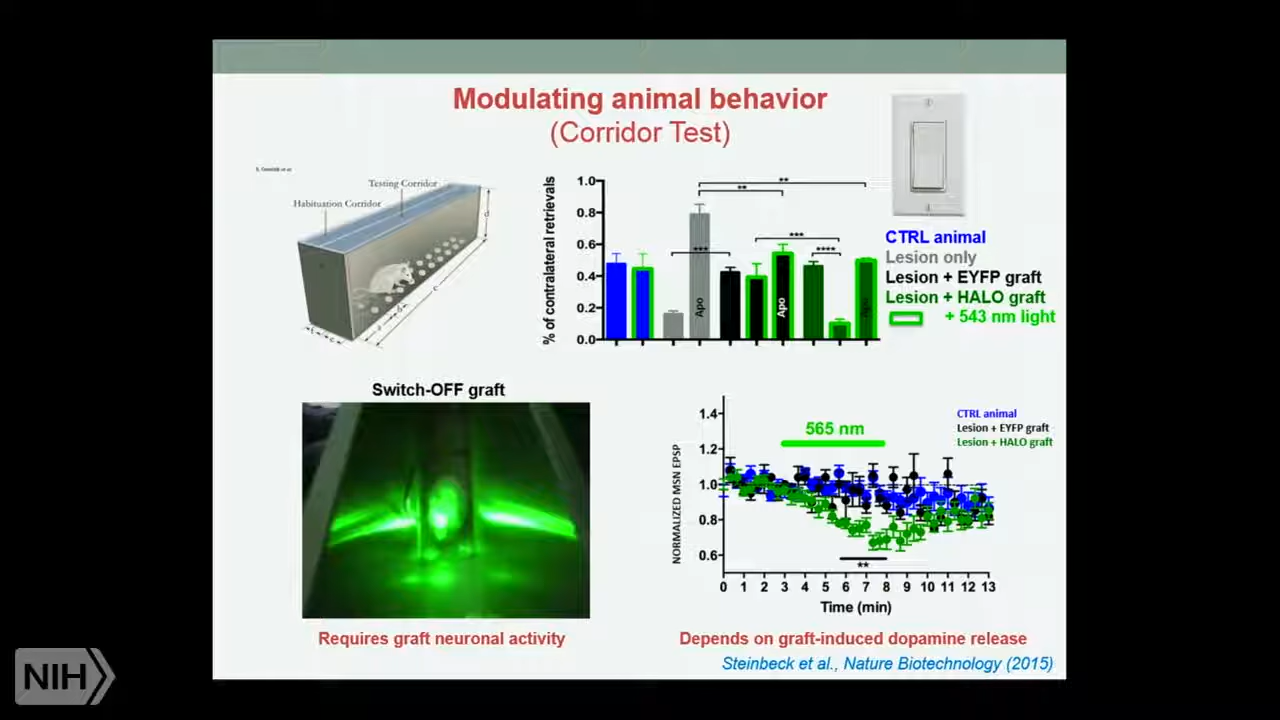 Modulating animal behavior
(Corridor Test)
Testing Corridor
Habituation Corridor
% of contralateral retrievals
1.0
0.8
0.6
0.4
0.2
0.0
**
**
***
***
****
Apo
Apo
CTRL animal
Lesion only
Lesion + EYFP graft
Lesion + HALO graft
+ 543 nm light
Switch-OFF graft
Requires graft neuronal activity
NORMALIZED MSN EPSP
1.4
1.2
1.0
0.8
0.6
565 nm
CTRL animal
Lesion + EYFP graft
Lesion + HALO graft
**
0 1 2 3 4 5 6 7 8 9 10 11 12 13
Time (min)
Depends on graft-induced dopamine release
Steinbeck et al., Nature Biotechnology (2015)
NIH